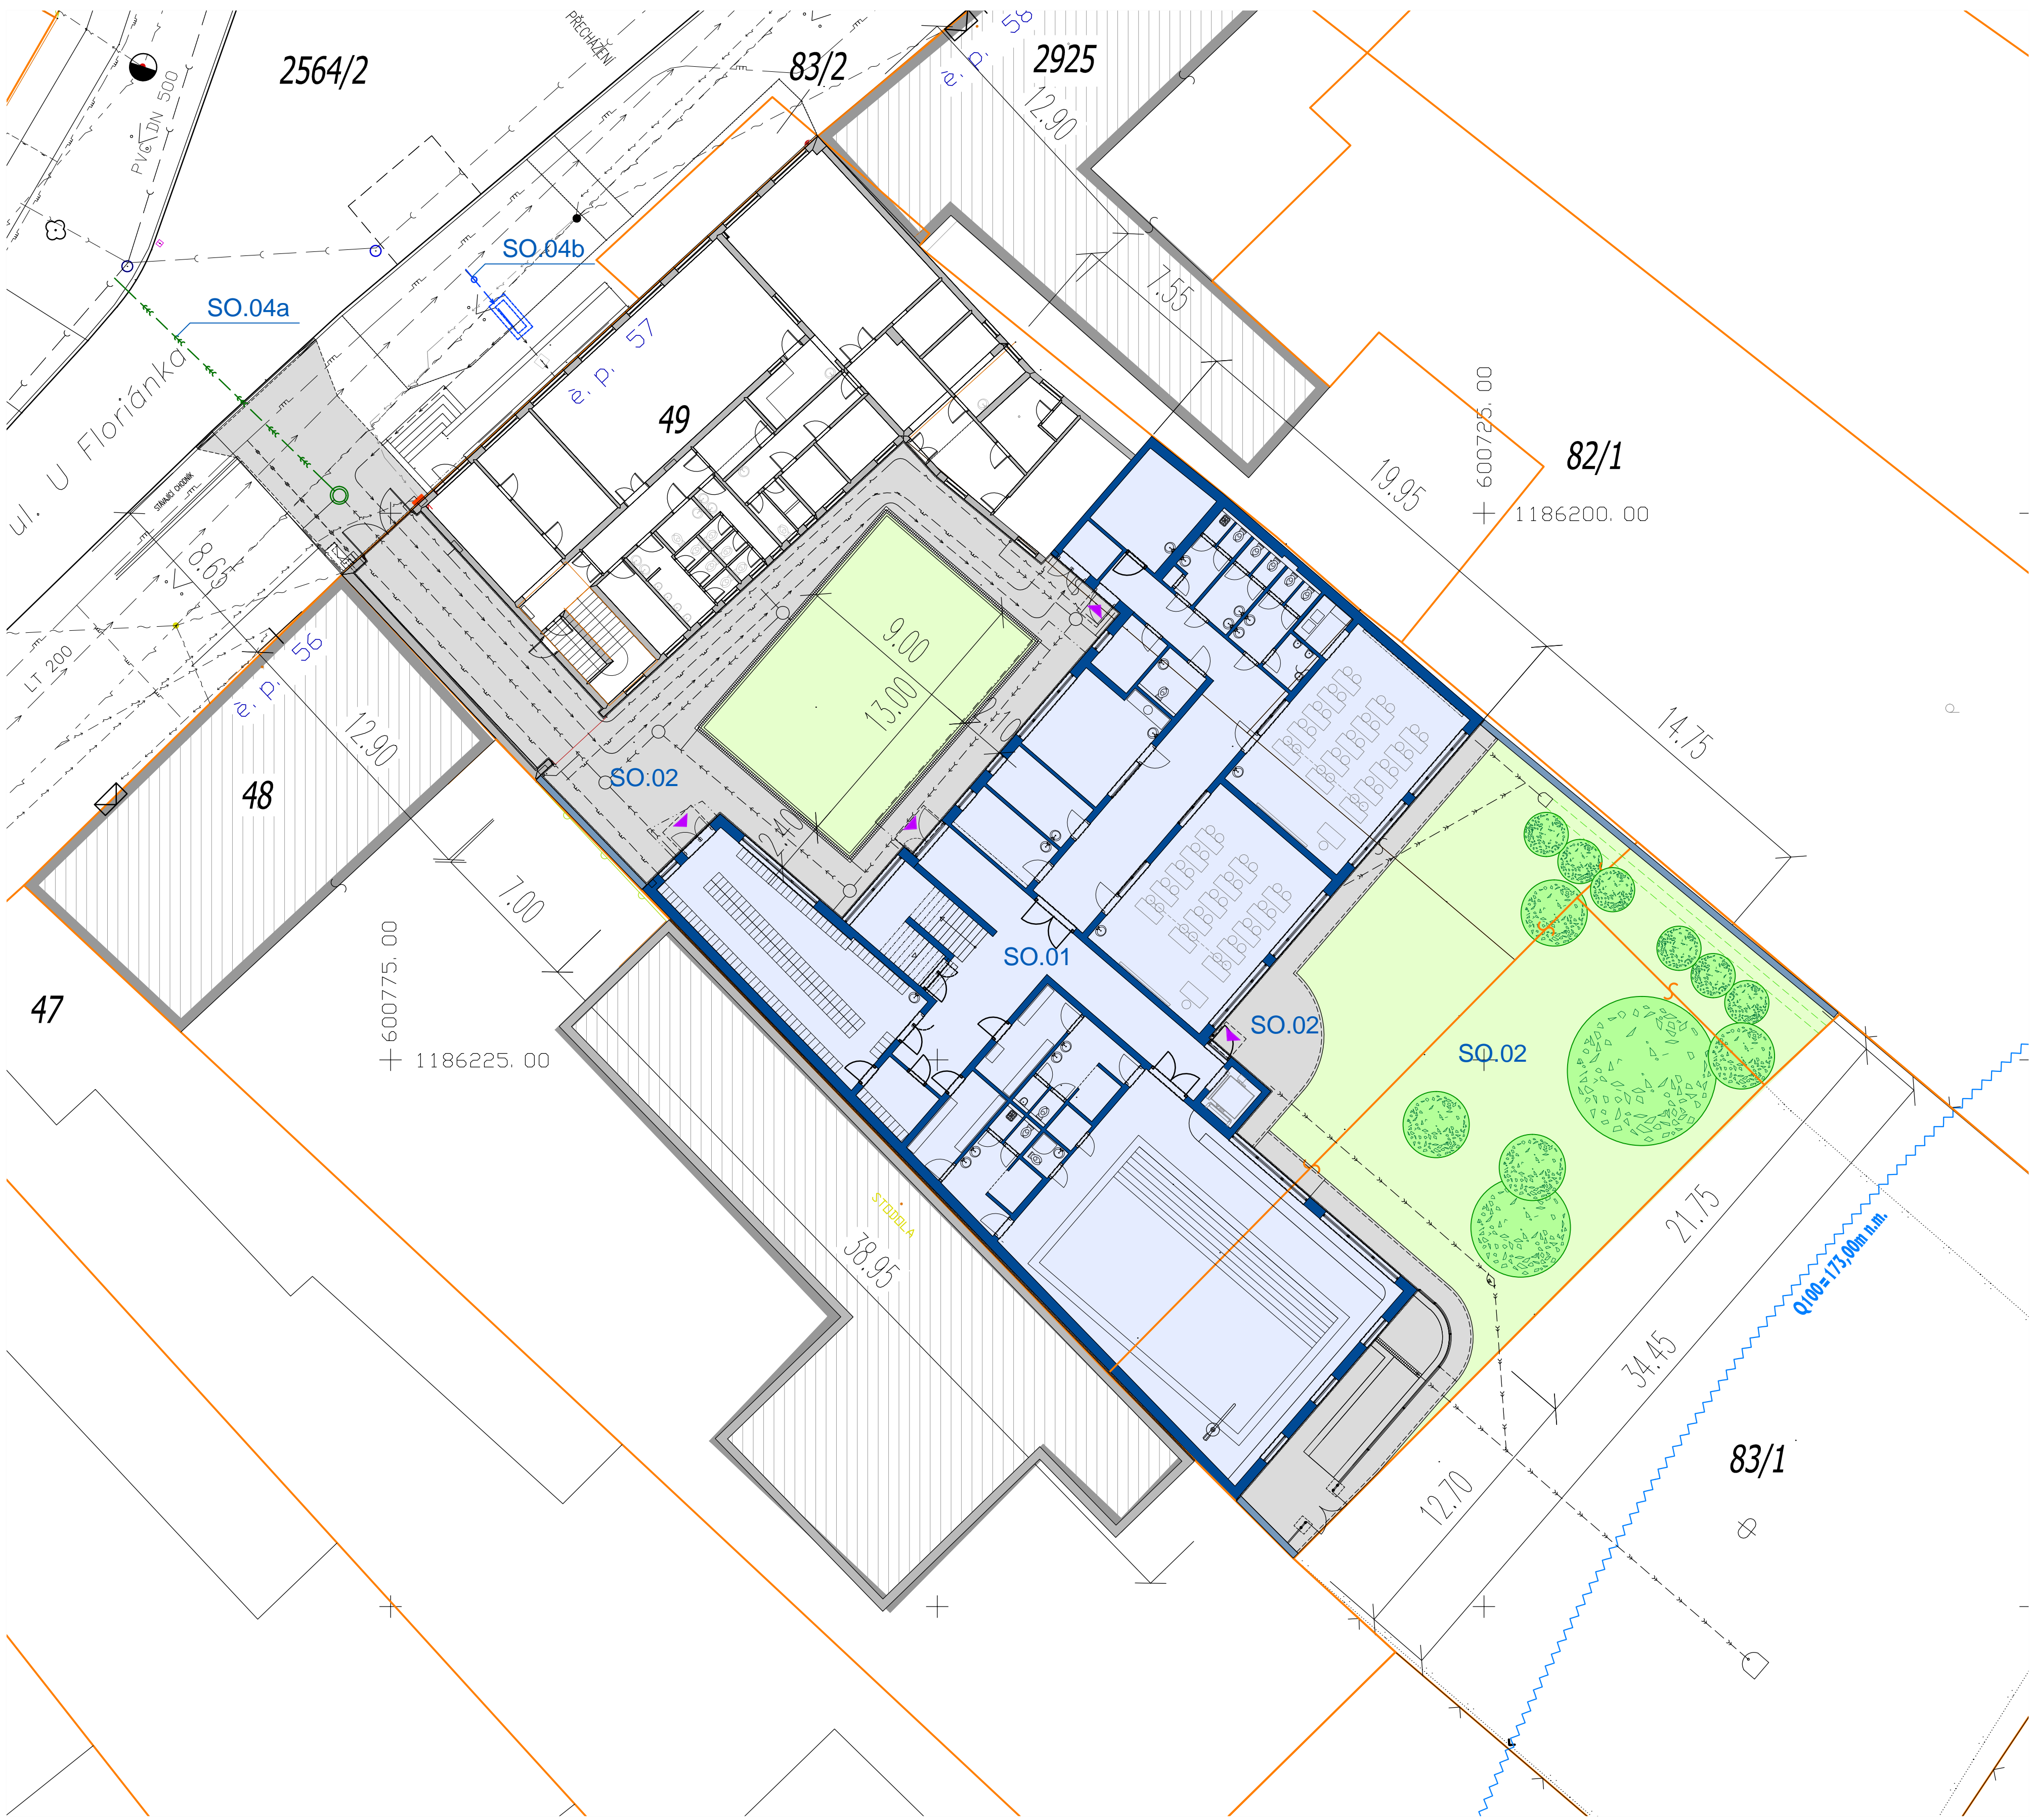 PŘECHÁZENÍ
č. p. 58
2564/2
83/2
2925
PVC DN 500
12.90
SO.04b
SO.04a
7.55
č. p. 57
ul. U Floriánka
49
600725. 00
82/1
19.95
1186200. 00
STÁVAJÍCÍ CHODNÍK
8.63
9.00
13.00
LT 200
č. p. 56
12.90
14.75
SO.02
48
2.40
7.00
SO.01
600775. 00
47
SO.02
SO.02
1186225. 00
STODOLA
38.95
21.75
Q100=173,00m n.m.
34.45
83/1
12.70